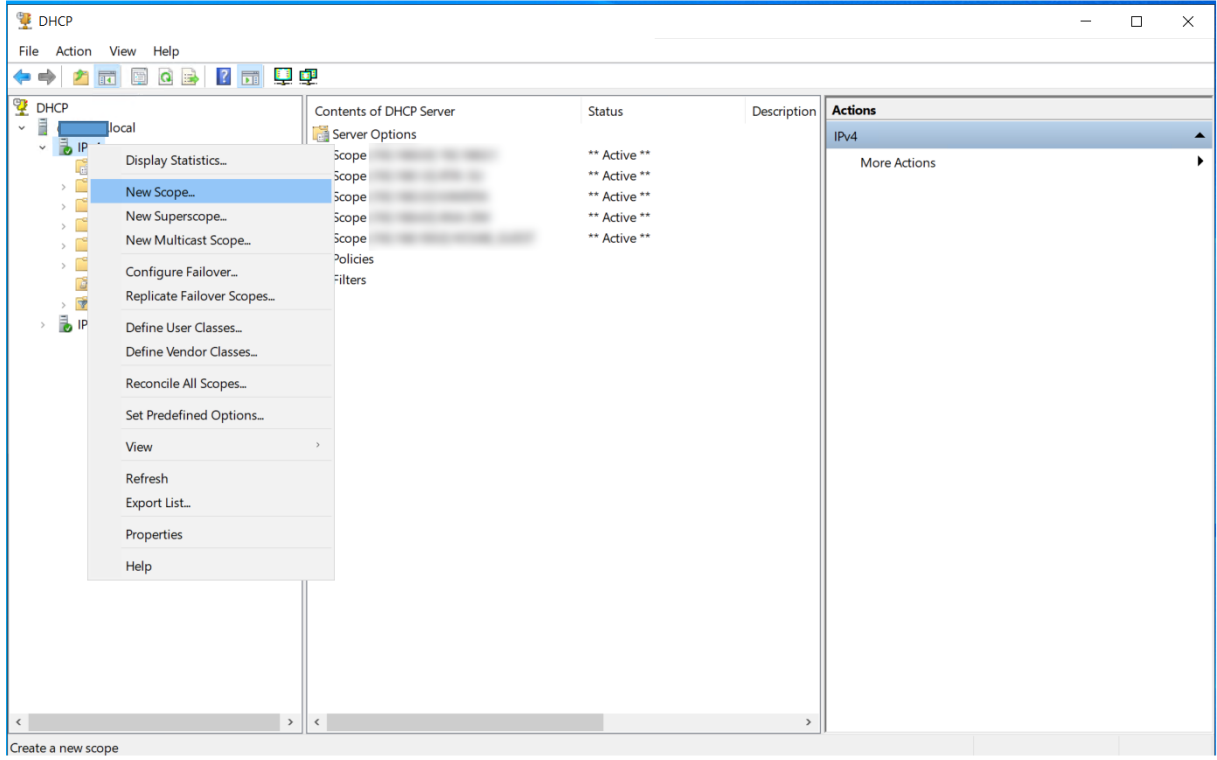 DHCP
File Action View Help
DHCP
local
IP
Display Statistics...
New Scope...
New Superscope...
New Multicast Scope...
Configure Failover...
Replicate Failover Scopes...
Define User Classes...
Define Vendor Classes...
Reconcile All Scopes...
Set Predefined Options...
View
Refresh
Export List...
Properties
Help
IP
Contents of DHCP Server Status Description
Server Options
Scope ** Active **
Scope ** Active **
Scope ** Active **
Scope ** Active **
Scope ** Active **
Policies
Filters
Actions
IPv4
More Actions
Create a new scope